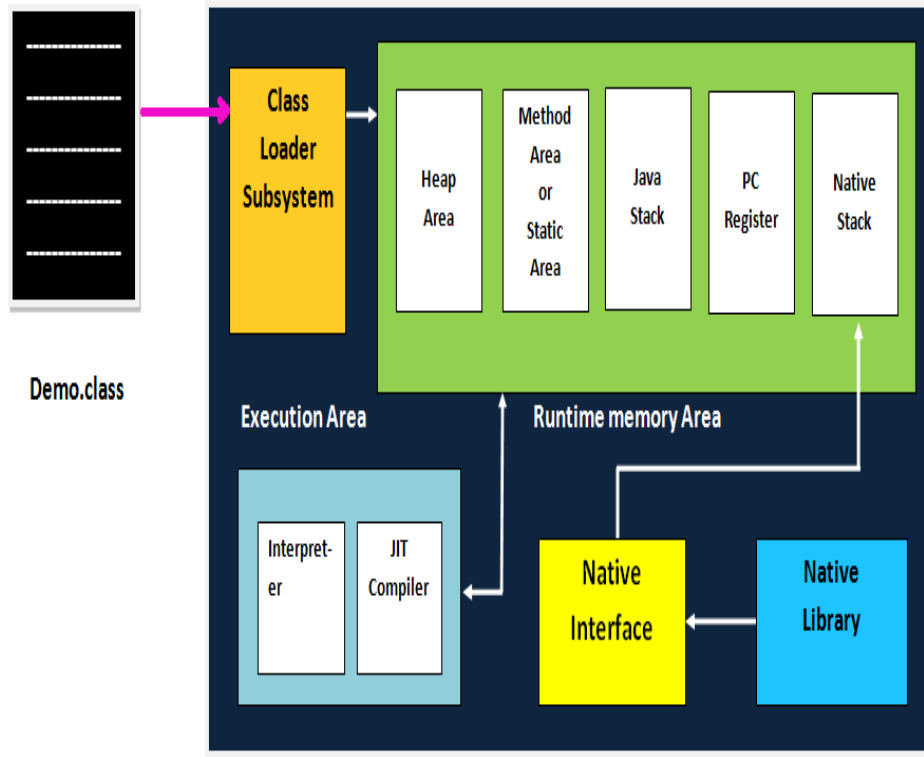 Class
Loader
Subsystem
Heap
Area
Method
Area
or
Static
Area
Java
Stack
PC
Register
Native
Stack
Demo.class
Execution Area
Runtime memory Area
Interpret-
er
JIT
Compiler
Native
Interface
Native
Library